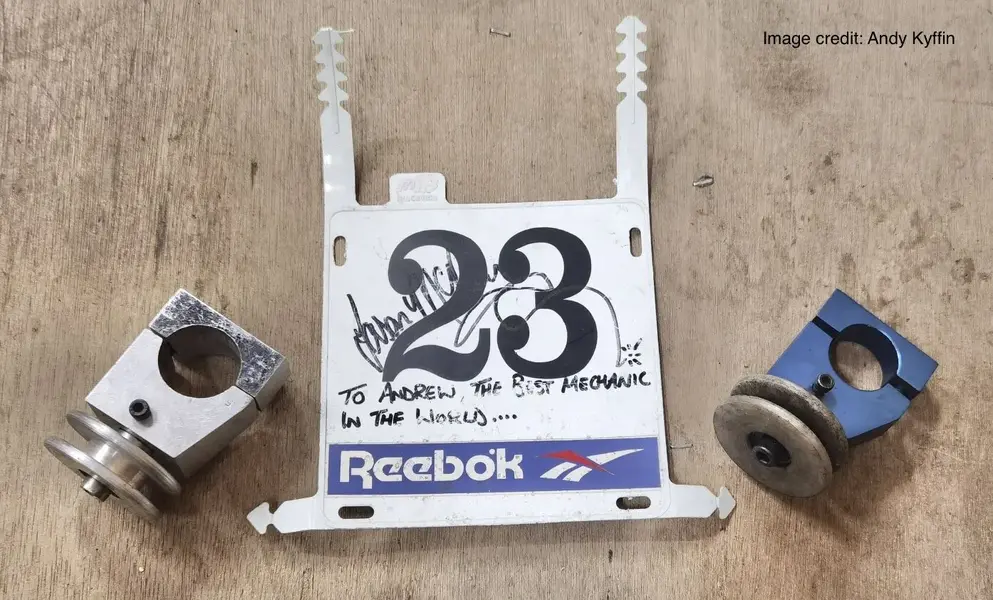 Image credit: Andy Kyffin
23
TO ANDREW, THE BEST MECHANIC
IN THE WORLD....
Reebok